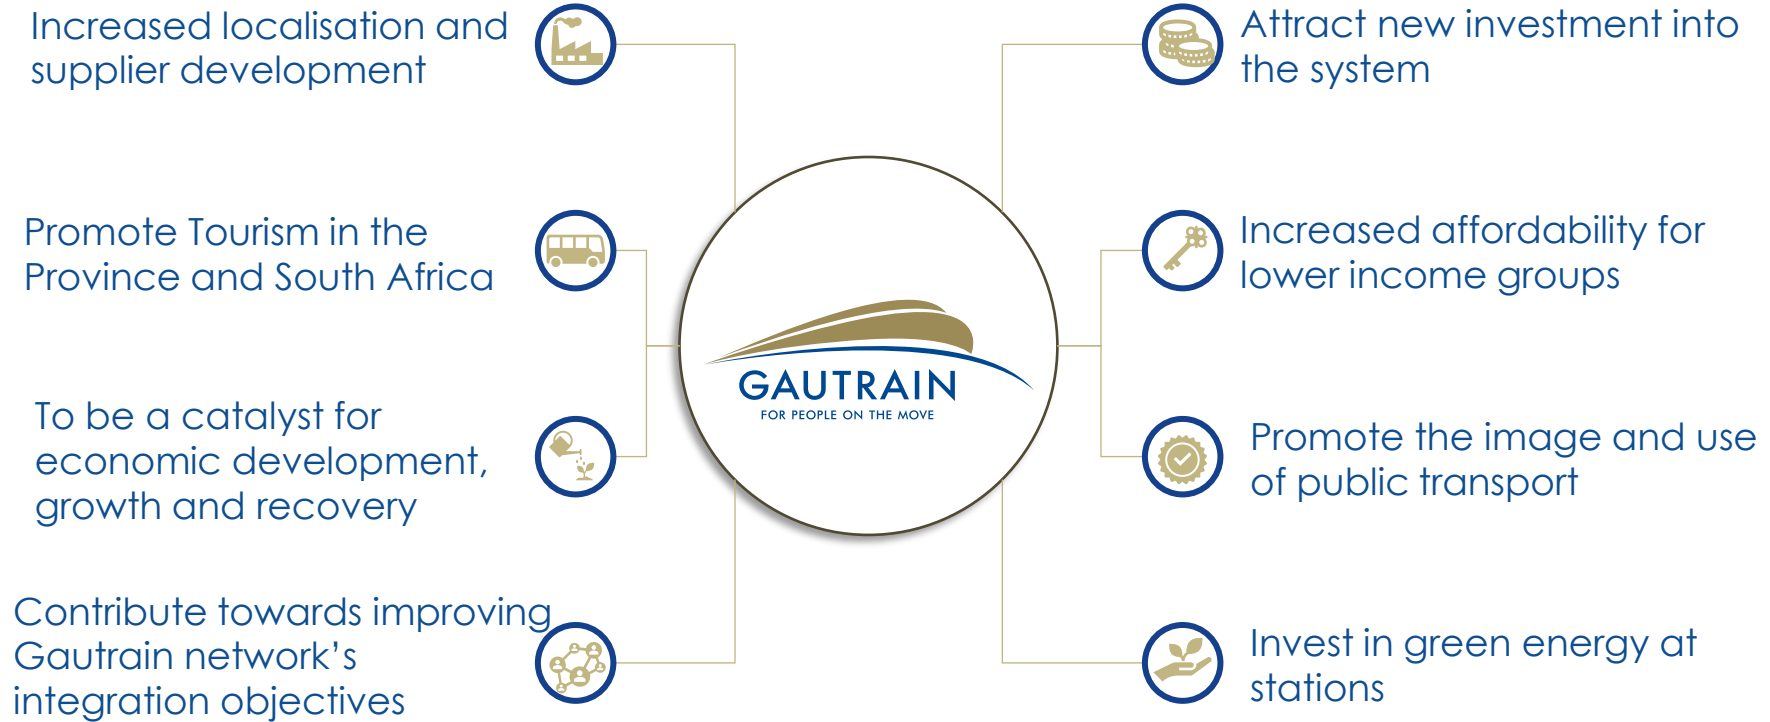 Increased localisation and
supplier development
Promote Tourism in the
Province and South Africa
To be a catalyst for
economic development,
growth and recovery
Contribute towards improving
Gautrain network’s
integration objectives
GAUTRAIN
FOR PEOPLE ON THE MOVE
Attract new investment into
the system
Increased affordability for
lower income groups
Promote the image and use
of public transport
Invest in green energy at
stations